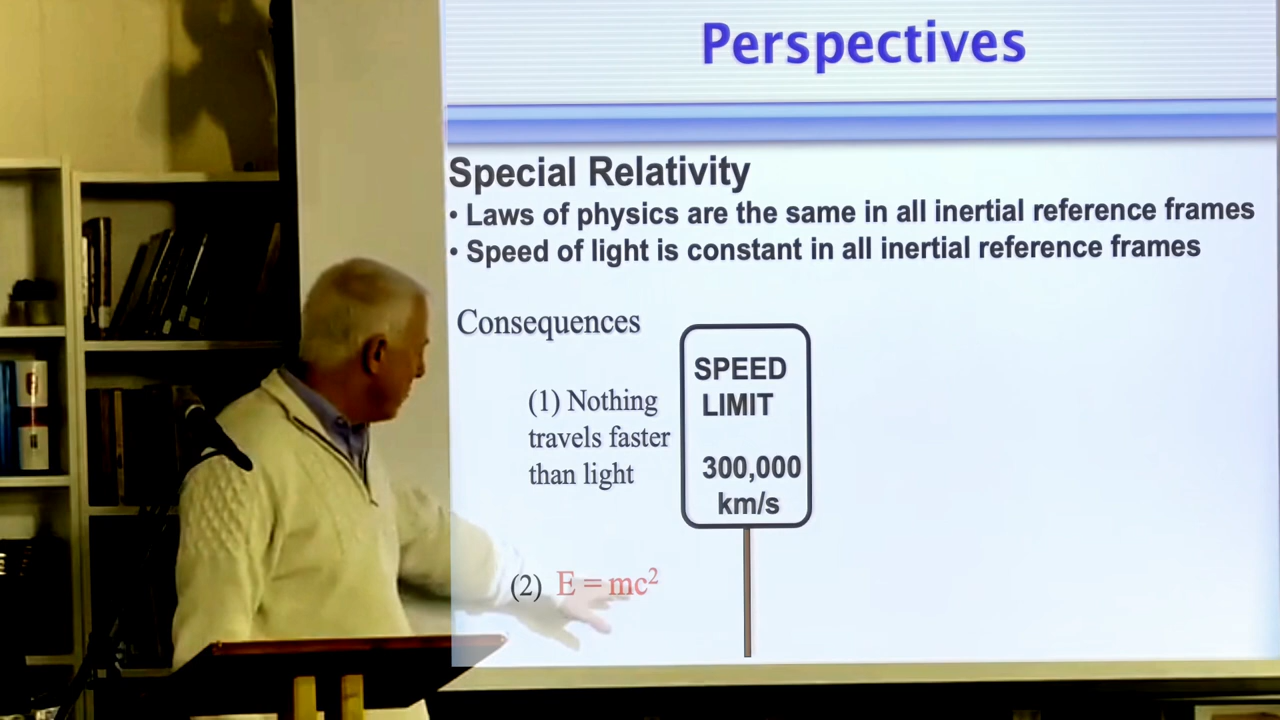 Perspectives
Special Relativity
• Laws of physics are the same in all inertial reference frames
• Speed of light is constant in all inertial reference frames
Consequences
(1) Nothing
travels faster
than light
SPEED
LIMIT
300,000
km/s
(2) E = mc²